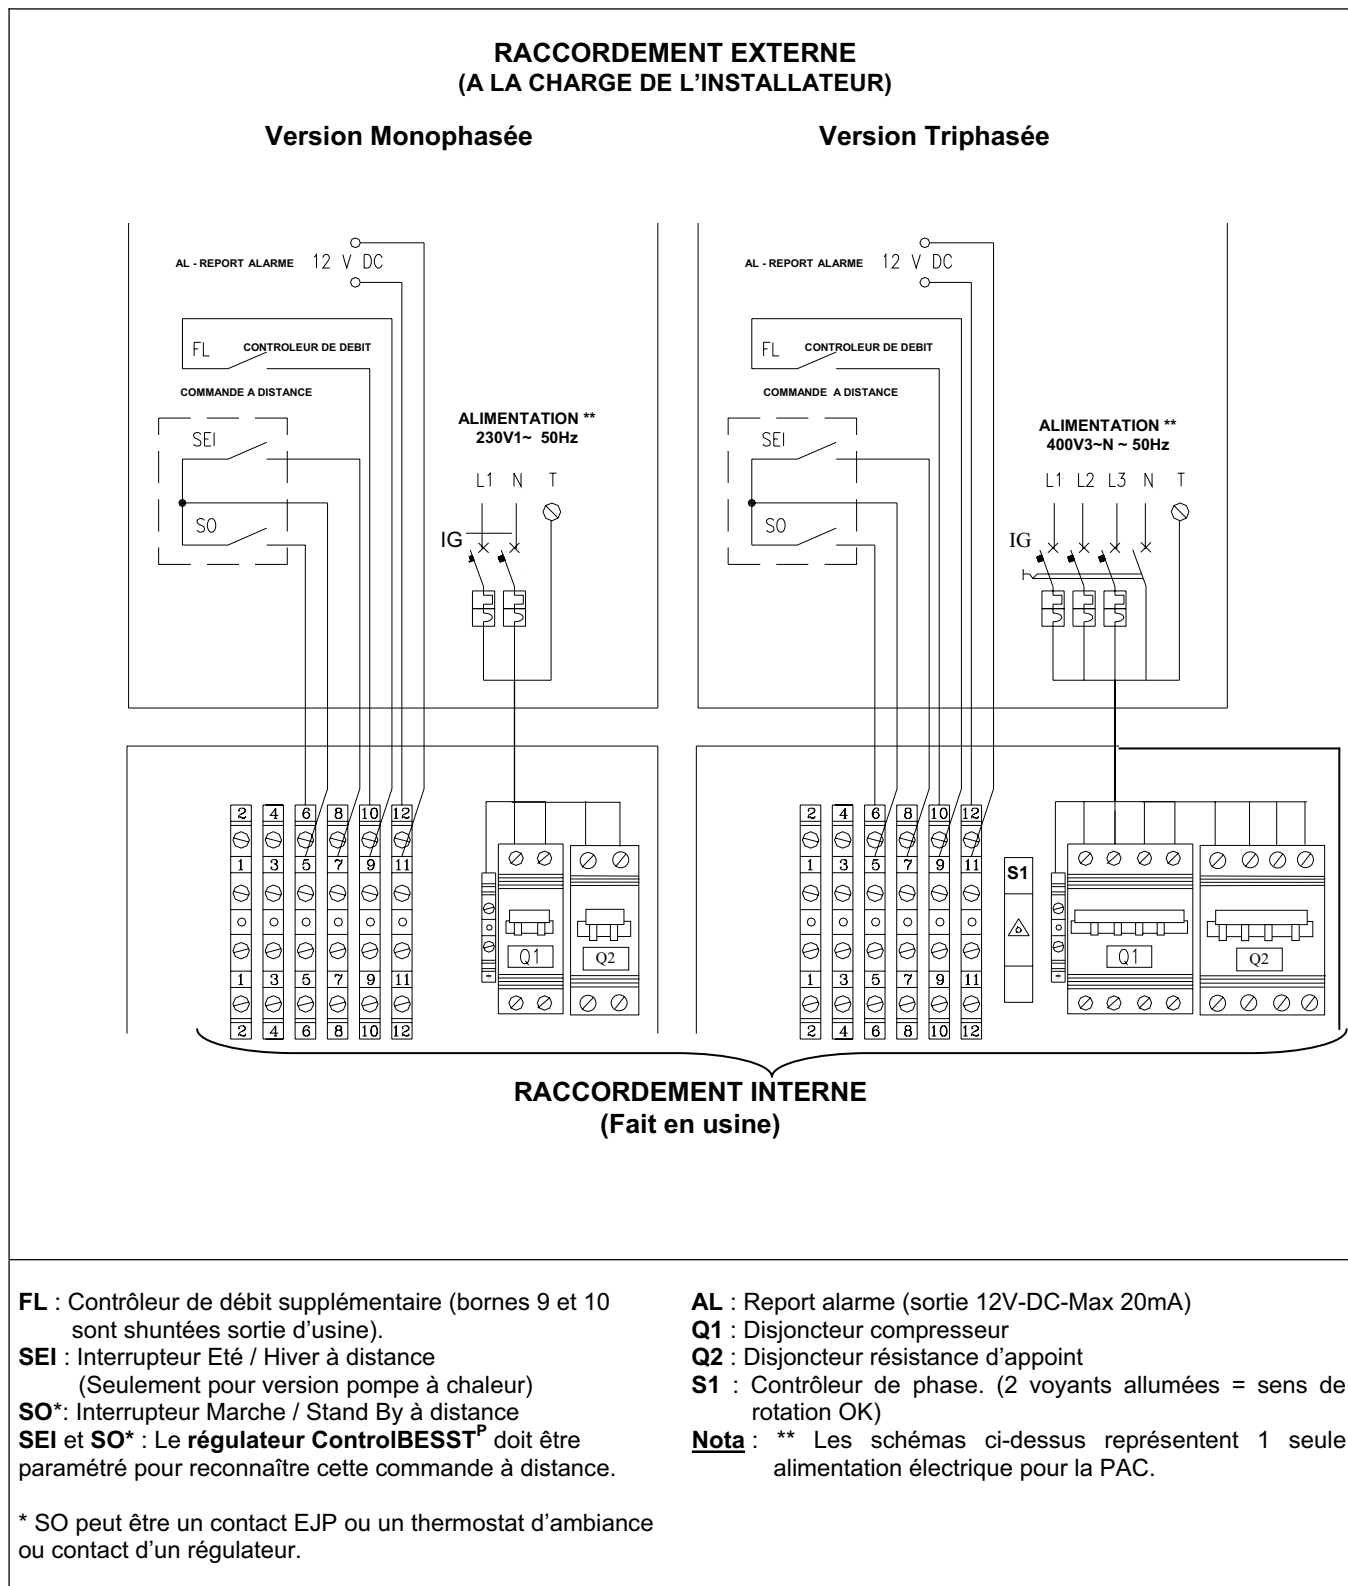 RACCORDEMENT EXTERNE
(A LA CHARGE DE L'INSTALLATEUR)
Version Monophasée
Version Triphasée
AL - REPORT ALARME 12 V DC
FL CONTROLEUR DE DEBIT
COMMANDE A DISTANCE
SEI
SO
ALIMENTATION **
230V1~ 50Hz
L1 N T
IG
AL - REPORT ALARME 12 V DC
FL CONTROLEUR DE DEBIT
COMMANDE A DISTANCE
SEI
SO
ALIMENTATION **
400V3~N ~ 50Hz
L1 L2 L3 N T
IG
2 4 6 8 10 12
1 3 5 7 9 11
1 3 5 7 9 11
2 4 6 8 10 12
Q1
Q2
2 4 6 8 10 12
1 3 5 7 9 11
1 3 5 7 9 11
2 4 6 8 10 12
S1
Q1
Q2
RACCORDEMENT INTERNE
(Fait en usine)
FL : Contrôleur de débit supplémentaire (bornes 9 et 10
sont shuntées sortie d'usine).
SEI : Interrupteur Eté / Hiver à distance
(Seulement pour version pompe à chaleur)
SO*: Interrupteur Marche / Stand By à distance
SEI et SO* : Le régulateur ControlBESST^P doit être
paramétré pour reconnaître cette commande à distance.
* SO peut être un contact EJP ou un thermostat d'ambiance
ou contact d'un régulateur.
AL : Report alarme (sortie 12V-DC-Max 20mA)
Q1 : Disjoncteur compresseur
Q2 : Disjoncteur résistance d'appoint
S1 : Contrôleur de phase. (2 voyants allumées = sens de
rotation OK)
Nota : ** Les schémas ci-dessus représentent 1 seule
alimentation électrique pour la PAC.